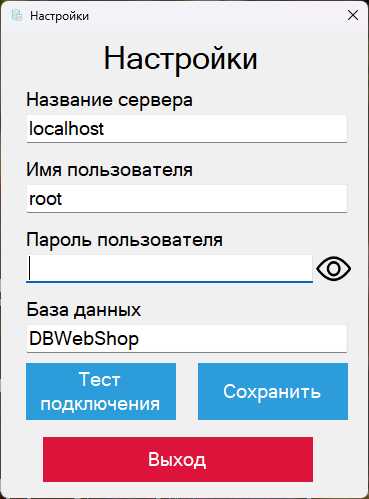 Настройки
Настройки
Название сервера
localhost
Имя пользователя
root
Пароль пользователя
База данных
DBWebShop
Тест
подключения
Сохранить
Выход